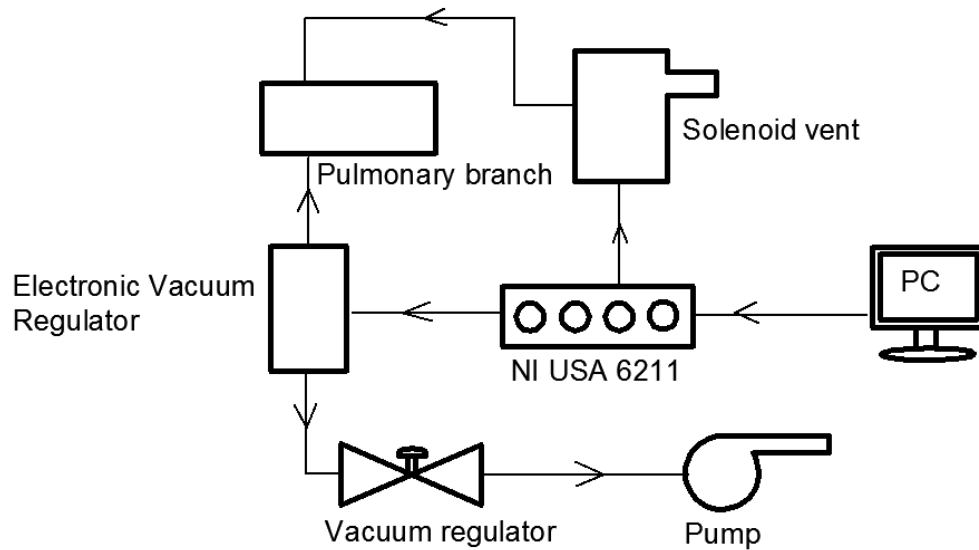 Solenoid vent
Pulmonary branch
Electronic Vacuum
Regulator
PC
NI USA 6211
Vacuum regulator
Pump